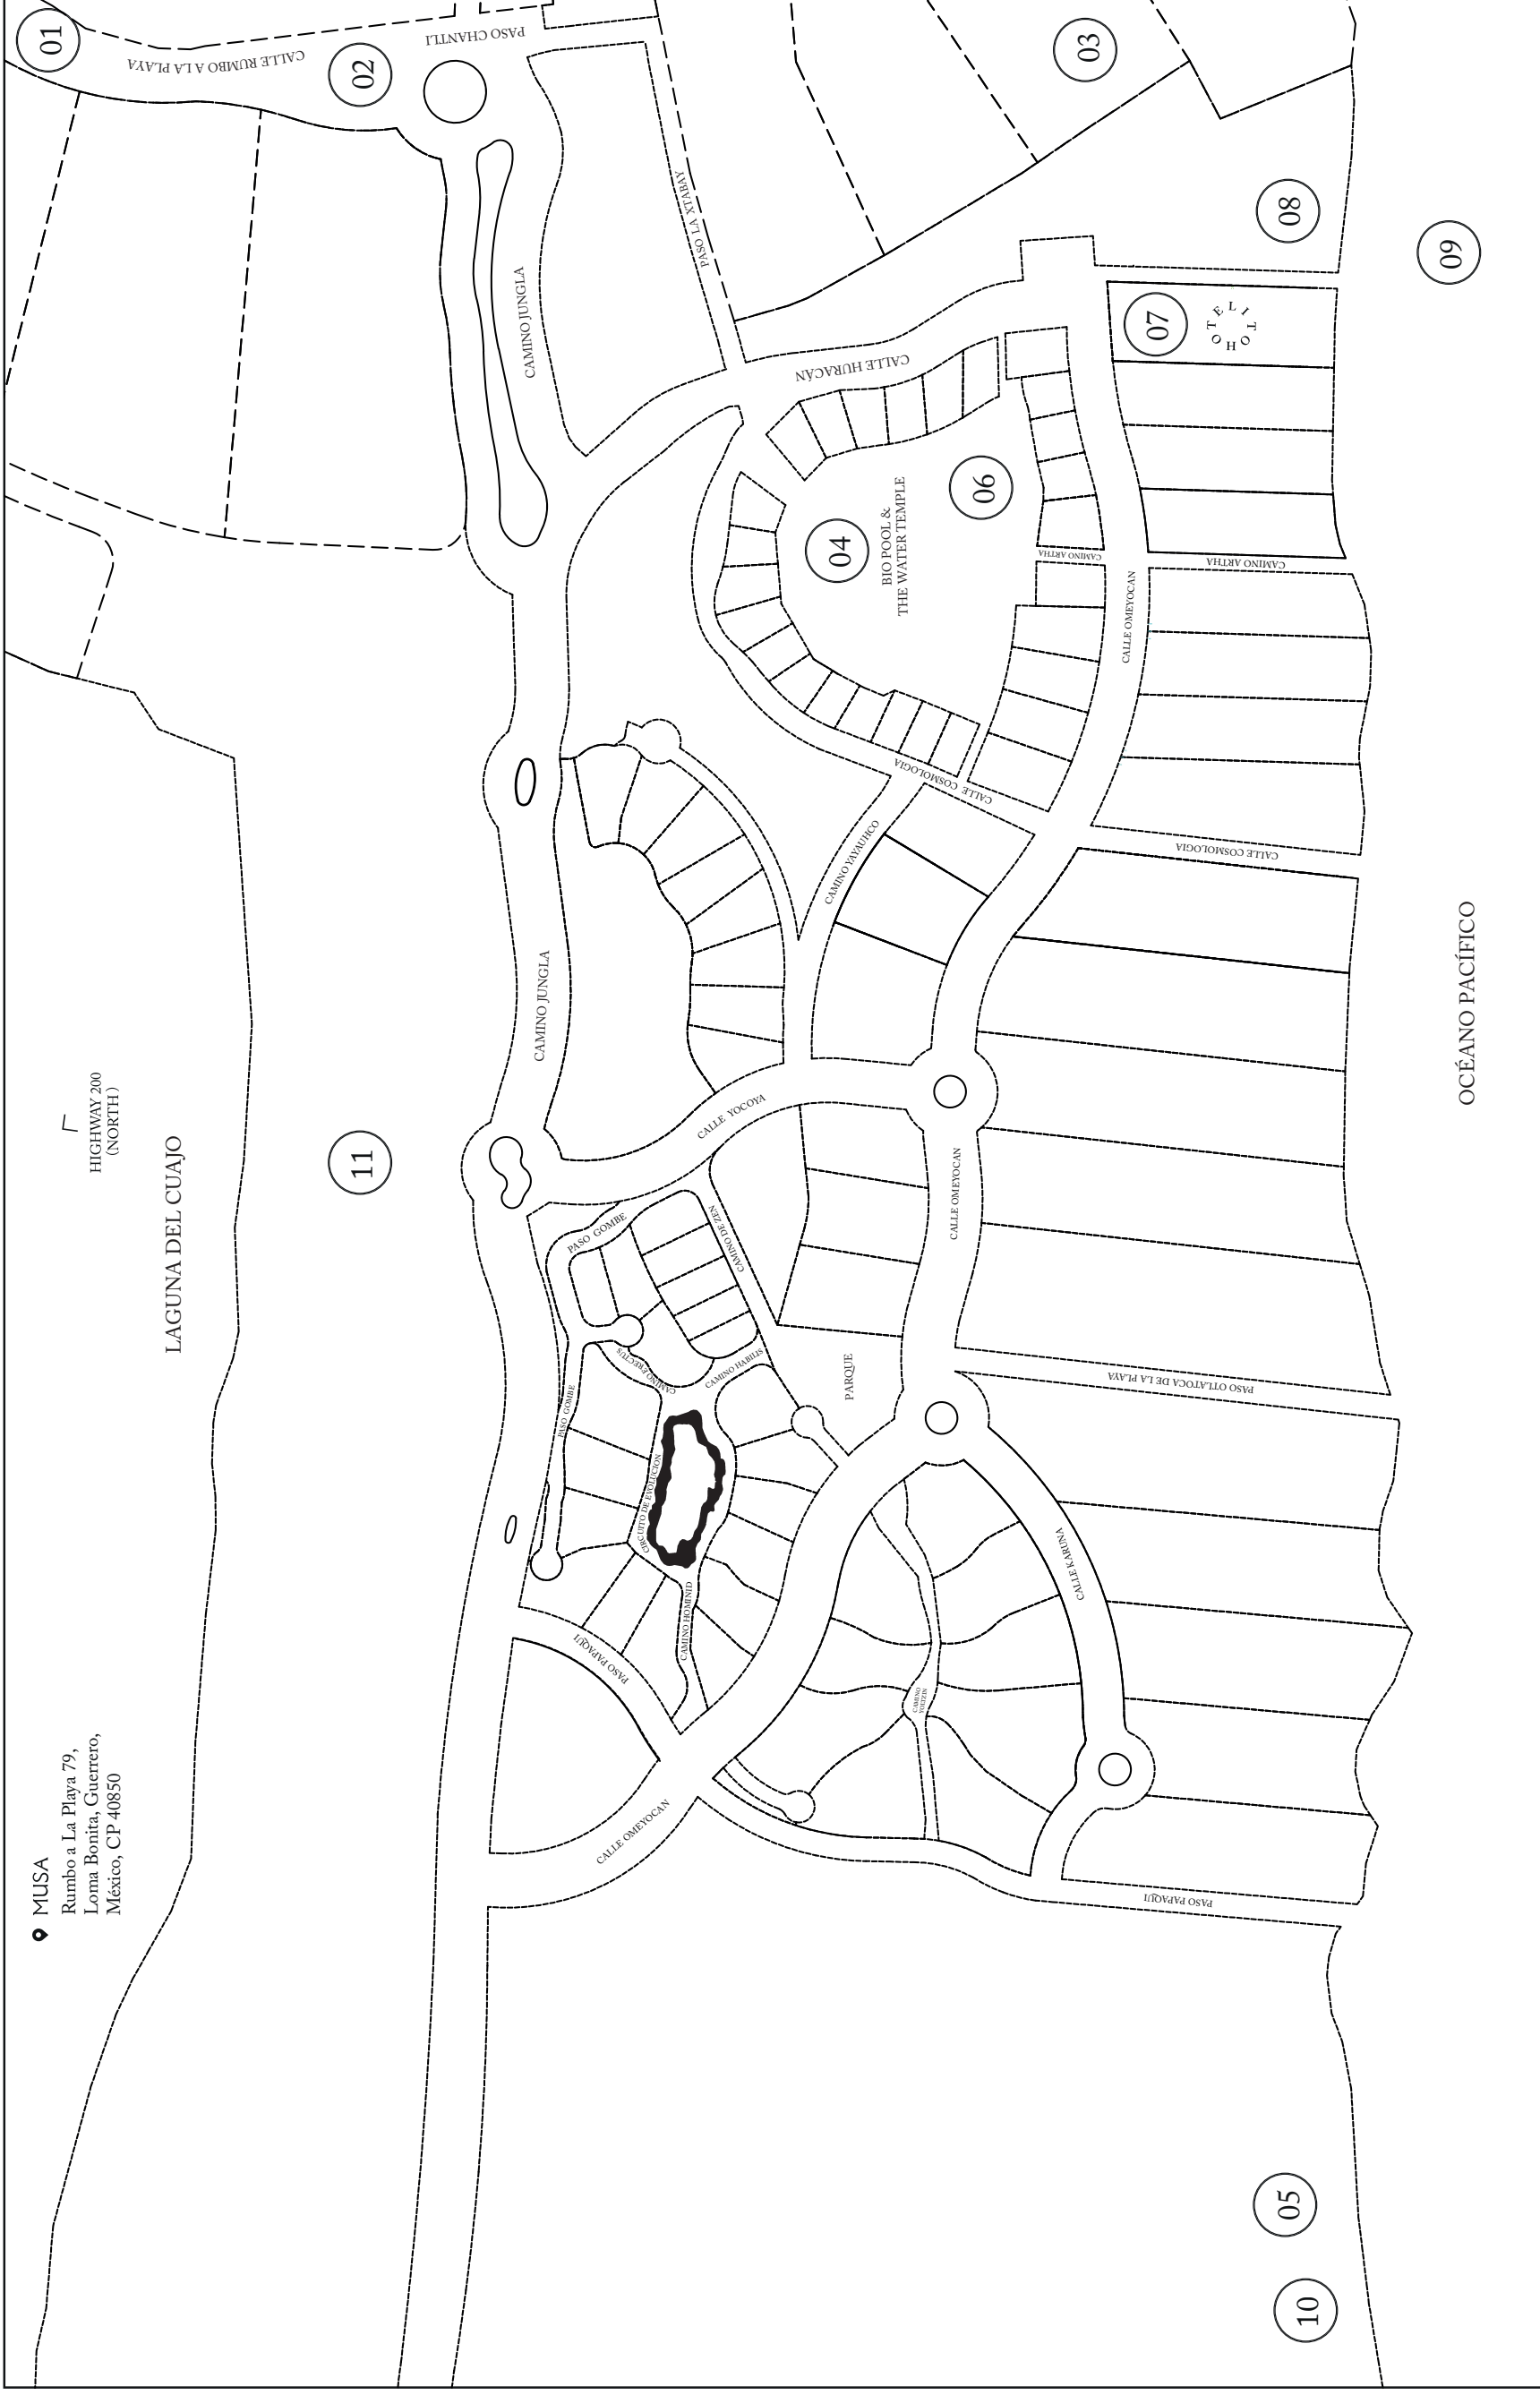 01
CALLE RUMBO A LA PLAYA
02
PASO CHANTLI
03
PASO LA XTABAY
08
09
CAMINO JUNGLA
CALLE HURACÁN
07
HOTELITO
06
04
BIO POOL &
THE WATER TEMPLE
CAMINO ARTHA
CAMINO ARTHA
CALLE OMEYOCAN
CALLE COSMOLOGIA
CAMINO YAYAUHCO
CALLE COSMOLOGIA
OCÉANO PACÍFICO
CAMINO JUNGLA
HIGHWAY 200
(NORTH)
LAGUNA DEL CUAJO
11
CALLE YOCOYA
CALLE OMEYOCAN
PASO GOMBE
CAMINO DE ZEN
CAMINO ERECTUS
CAMINO HABILIS
PARQUE
PASO OTLATOCA DE LA PLAYA
PASO GOMBE
CIRCUITO DE EVOLUCION
CAMINO HOMINID
CALLE KARUNA
PASO PAPAQUI
CAMINO
YOLTZIN
CALLE OMEYOCAN
PASO PAPAQUI
MUSA
Rumbo a La Playa 79,
Loma Bonita, Guerrero,
México, CP 40850
05
10